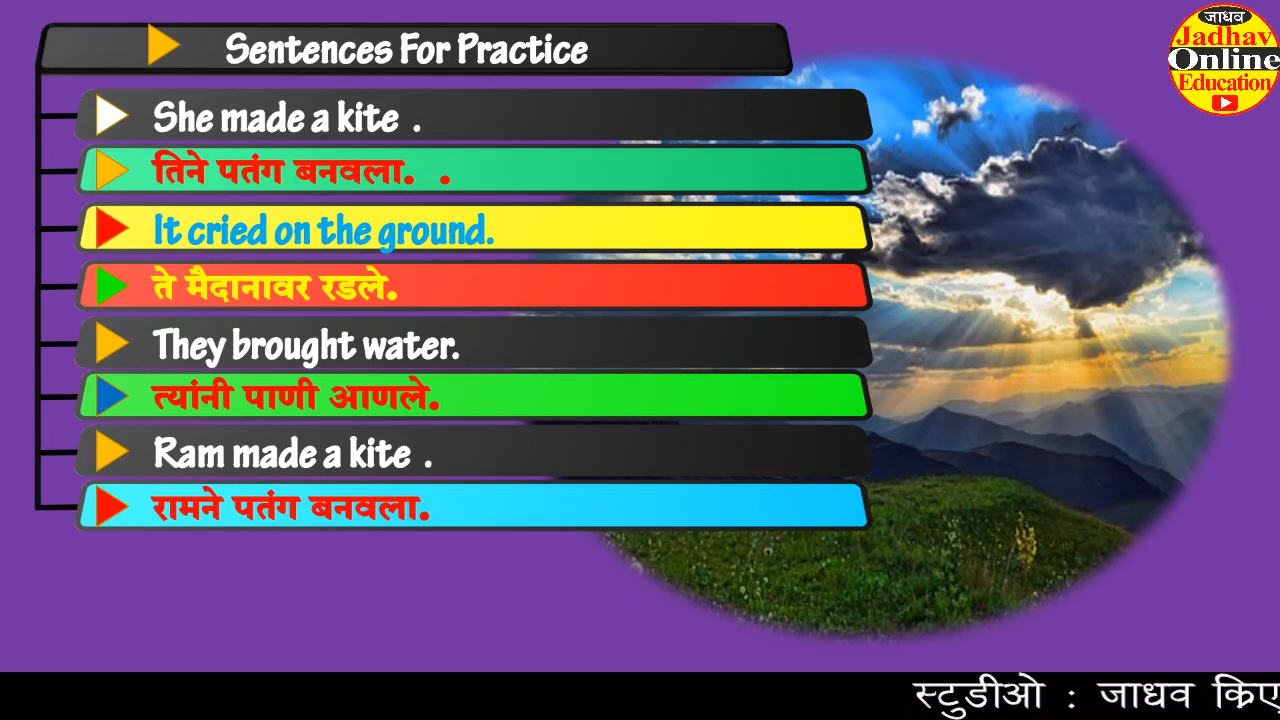 Sentences For Practice
She made a kite .
तिने पतंग बनवला. .
It cried on the ground.
ते मैदानावर रडले.
They brought water.
त्यांनी पाणी आणले.
Ram made a kite .
रामने पतंग बनवला.
जाधव
Jadhav
Online
Education
स्टुडीओ : जाधव